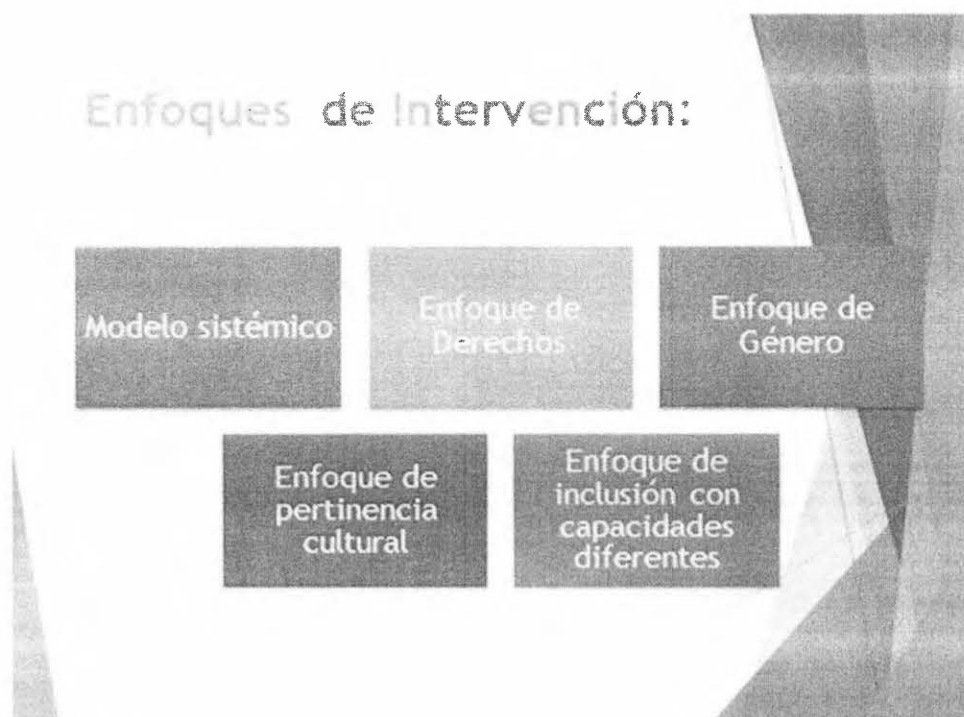 Enfoques de Intervención:
Modelo sistémico
Enfoque de
Derechos
Enfoque de
Género
Enfoque de
pertinencia
cultural
Enfoque de
inclusión con
capacidades
diferentes